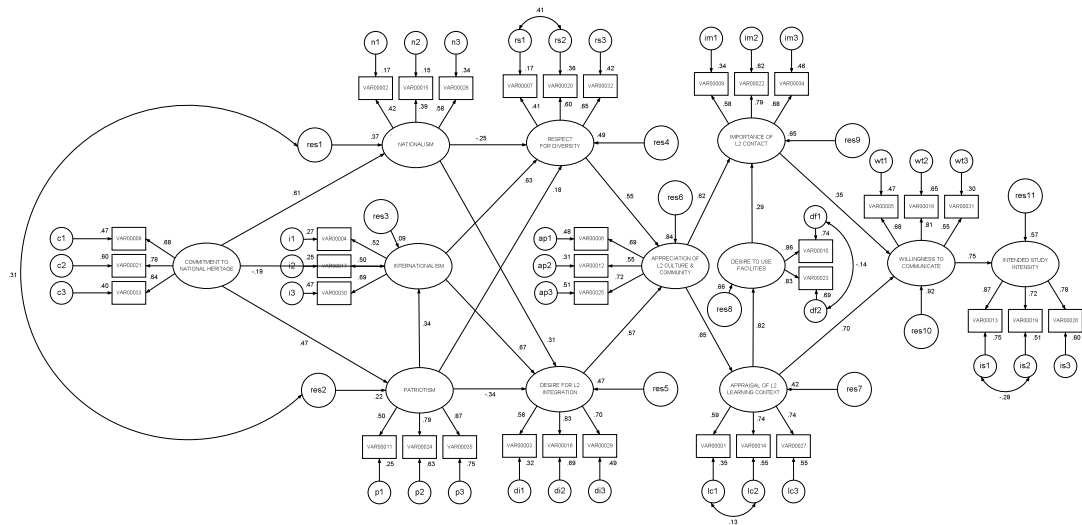 n1 n2 n3
.17 .15 .34
VAR00002 VAR00015 VAR00028
.42 .39 .58
res1 .37 NATIONALISM
.41
rs1 rs2 rs3
.17 .36 .42
VAR00007 VAR00020 VAR00032
.41 .60 .65
-.25
RESPECT
FOR DIVERSITY
.49 res4
im1 im2 im3
.34 .62 .46
VAR00022 VAR00034
.58 .79 .68
IMPORTANCE OF
L2 CONTACT
.65 res9
wt1 wt2 wt3
.47 .65 .30
VAR00005 VAR00018 VAR00031
.68 .81 .55
WILLINGNESS TO
COMMUNICATE
.92
res10
.75
res11
.57
INTENDED STUDY
INTENSITY
.87 .72 .78
VAR00013 VAR00019 VAR00026
.75 .51 .60
is1 is2 is3
-.28
.31
c1 .47 .68
c2 .60 VAR00021 .78
c3 .40 VAR00033 .64
COMMITMENT TO
NATIONAL HERITAGE
.61
-.19
.47
res3 .09
i1 .27 VAR00004 .52
i2 .25 VAR00017 .50
i3 .47 VAR00030 .69
INTERNATIONALISM
.63
.18
.34
.67
.31
res2 .22 PATRIOTISM
.50 .79 .87
VAR00011 VAR00024 VAR00035
.25 .63 .75
p1 p2 p3
-.34
DESIRE FOR L2
INTEGRATION
.47 res5
.56 .83 .70
VAR00003 VAR00016 VAR00029
.32 .69 .49
di1 di2 di3
.55
.57
res6 .84
ap1 .48 .69
ap2 .31 VAR00012 .55
ap3 .51 VAR00025 .72
APPRECIATION OF
L2 CULTURE &
COMMUNITY
.62
.65
.29
DESIRE TO USE
FACILITIES
.66 res8
.86 .83
df1 .74 VAR00010
VAR00023 .69 df2
-.14
.82
.35
.70
APPRAISAL OF L2
LEARNING CONTEXT
.42 res7
.59 .74 .74
VAR00001 VAR00014 VAR00027
.35 .55 .55
lc1 lc2 lc3
.13